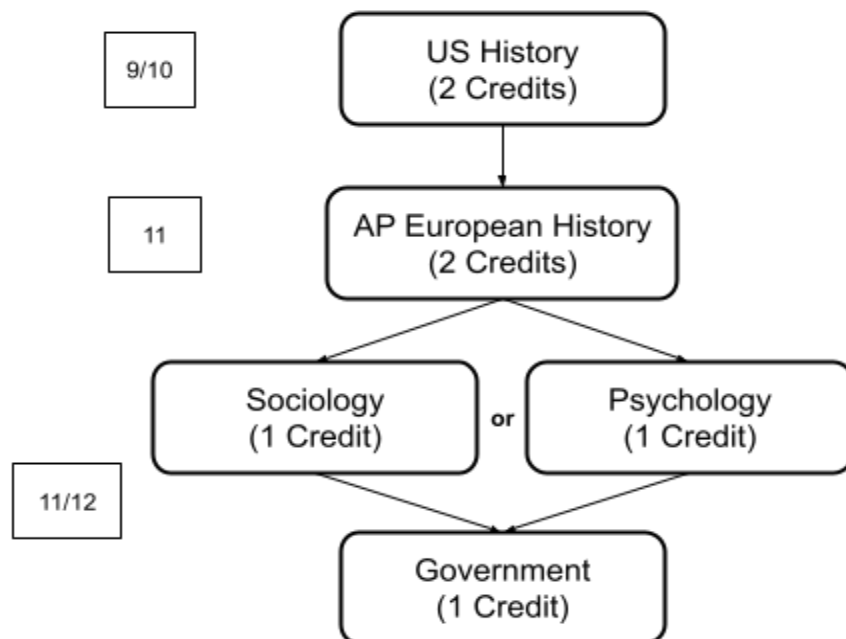 9/10
US History
(2 Credits)
11
AP European History
(2 Credits)
Sociology
(1 Credit)
or
Psychology
(1 Credit)
11/12
Government
(1 Credit)